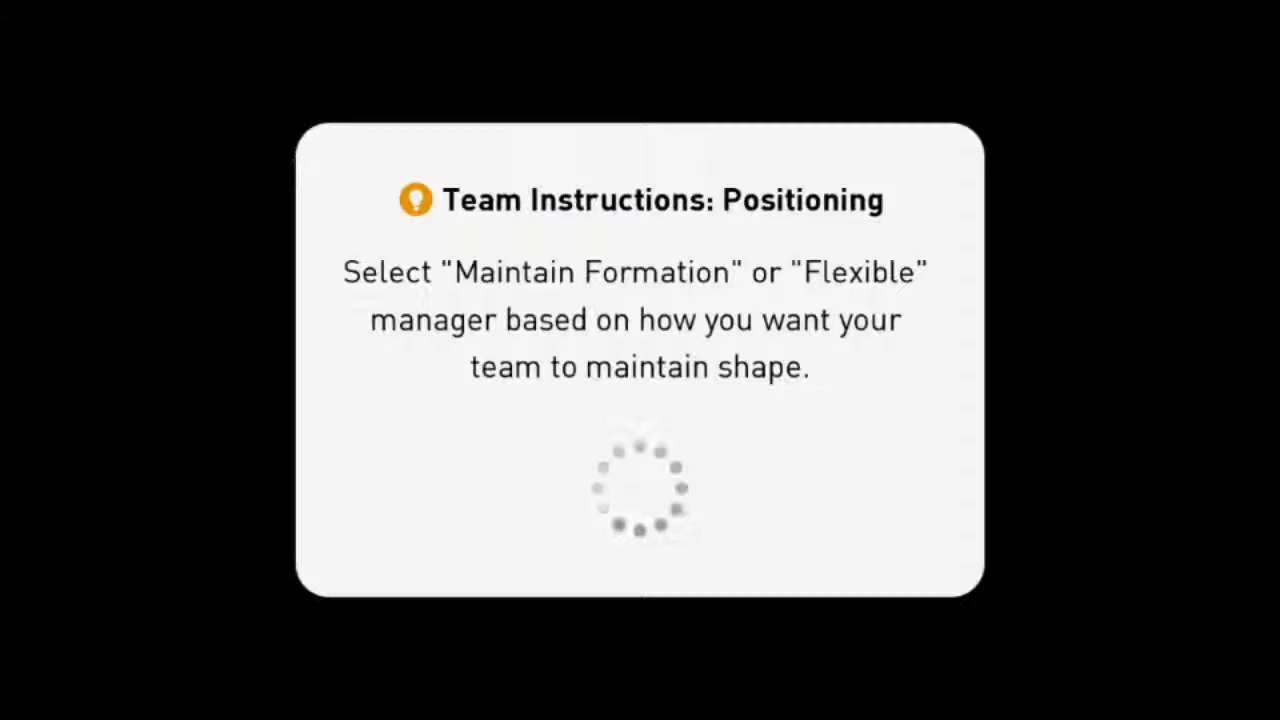 Team Instructions: Positioning
Select "Maintain Formation" or "Flexible"
manager based on how you want your
team to maintain shape.